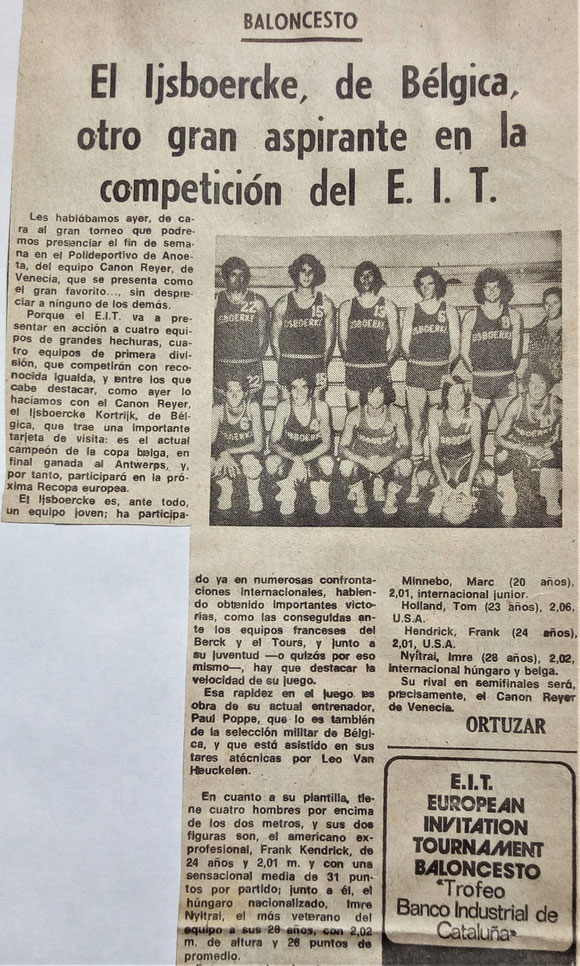 BALONCESTO
El Ijsboercke, de Bélgica,
otro gran aspirante en la
competición del E. I. T.
Les hablábamos ayer, de ca-
ra al gran torneo que podre-
mos presenciar el fin de sema-
na en el Polideportivo de Anoe-
ta, del equipo Canon Reyer, de
Venecia, que se presenta como
el gran favorito..., sin despre-
ciar a ninguno de los demás.
Porque el E.I.T. va a pre-
sentar en acción a cuatro equi-
pos de grandes hechuras, cua-
tro equipos de primera divi-
sión, que competirán con reco-
nocida igualda, y entre los que
cabe destacar, como ayer lo
hacíamos con el Canon Reyer,
el Ijsboercke Kortrijk, de Bél-
gica, que trae una importante
tarjeta de visita: es el actual
campeón de la copa belga, en
final ganada al Antwerps, y,
por tanto, participará en la pró-
xima Recopa europea.
El Ijsboercke es, ante todo,
un equipo joven; ha participa-
do ya en numerosas confronta-
ciones internacionales, habien-
do obtenido importantes victo-
rias, como las conseguidas an-
te los equipos franceses del
Berck y el Tours, y junto a
su juventud —o quizás por eso
mismo—, hay que destacar la
velocidad de su juego.
Esa rapidez en el juego es
obra de su actual entrenador,
Paul Poppe, que lo es también
de la selección militar de Bélgi-
ca, y que está asistido en sus
tares atécnicas por Leo Van
Heuckelen.
En cuanto a su plantilla, tie-
ne cuatro hombres por encima
de los dos metros, y sus dos
figuras son, el americano ex-
profesional, Frank Kendrick, de
24 años y 2,01 m. y con una
sensacional media de 31 pun-
tos por partido; junto a él, el
húngaro nacionalizado, Imre
Nyitrai, el más veterano del
equipo a sus 28 años, con 2,02
m. de altura y 26 puntos de
promedio.
Minnebo, Marc (20 años),
2,01, internacional junior.
Holland, Tom (23 años), 2,06,
U.S.A.
Hendrick, Frank (24 años),
2,01, U.S.A.
Nyitrai, Imre (28 años), 2,02,
internacional húngaro y belga.
Su rival en semifinales será,
precisamente, el Canon Reyer
de Venecia.
ORTUZAR
E.I.T.
EUROPEAN
INVITATION
TOURNAMENT
BALONCESTO
«Trofeo
Banco Industrial de
Cataluña»